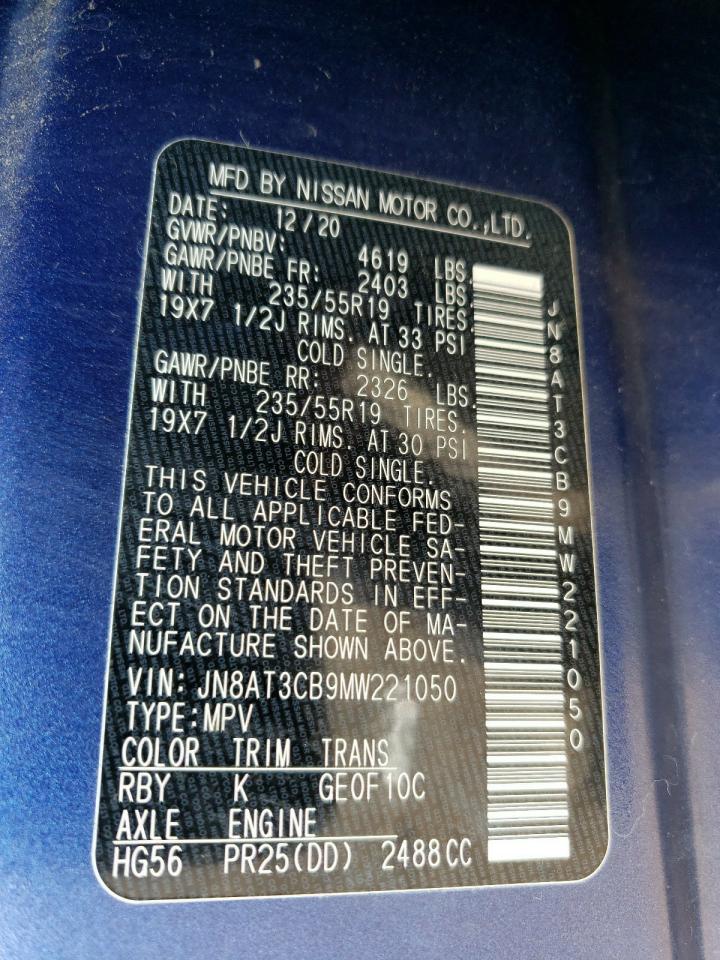 MFD BY NISSAN MOTOR CO.,LTD.
DATE: 12/20
GVWR/PNBV: 4619 LBS.
GAWR/PNBE FR: 2403 LBS.
WITH 235/55R19 TIRES.
19X7 1/2J RIMS. AT 33 PSI
COLD SINGLE.
GAWR/PNBE RR: 2326 LBS.
WITH 235/55R19 TIRES.
19X7 1/2J RIMS. AT 30 PSI
COLD SINGLE.
THIS VEHICLE CONFORMS
TO ALL APPLICABLE FED-
ERAL MOTOR VEHICLE SA-
FETY AND THEFT PREVEN-
TION STANDARDS IN EFF-
ECT ON THE DATE OF MA-
NUFACTURE SHOWN ABOVE.
VIN: JN8AT3CB9MW221050
TYPE:MPV
COLOR TRIM TRANS
RBY K GE0F10C
AXLE ENGINE
HG56 PR25(DD) 2488CC
JN8AT3CB9MW221050